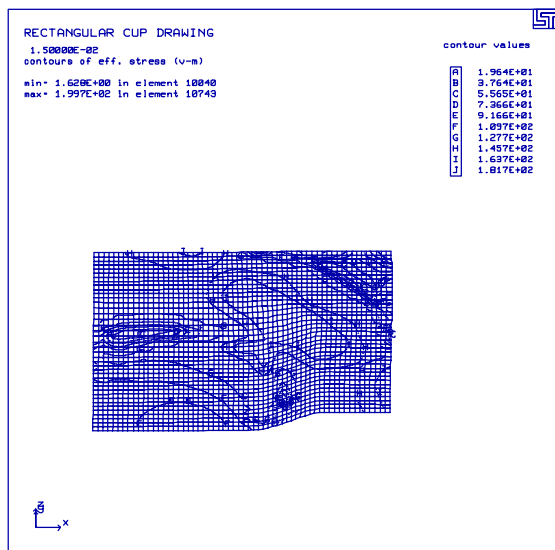 RECTANGULAR CUP DRAWING
1.50000E-02
contours of eff. stress (v-m)
min= 1.628E+00 in element 10040
max= 1.997E+02 in element 10743
contour values
A 1.964E+01
B 3.764E+01
C 5.565E+01
D 7.366E+01
E 9.166E+01
F 1.097E+02
G 1.277E+02
H 1.457E+02
I 1.637E+02
J 1.817E+02
x